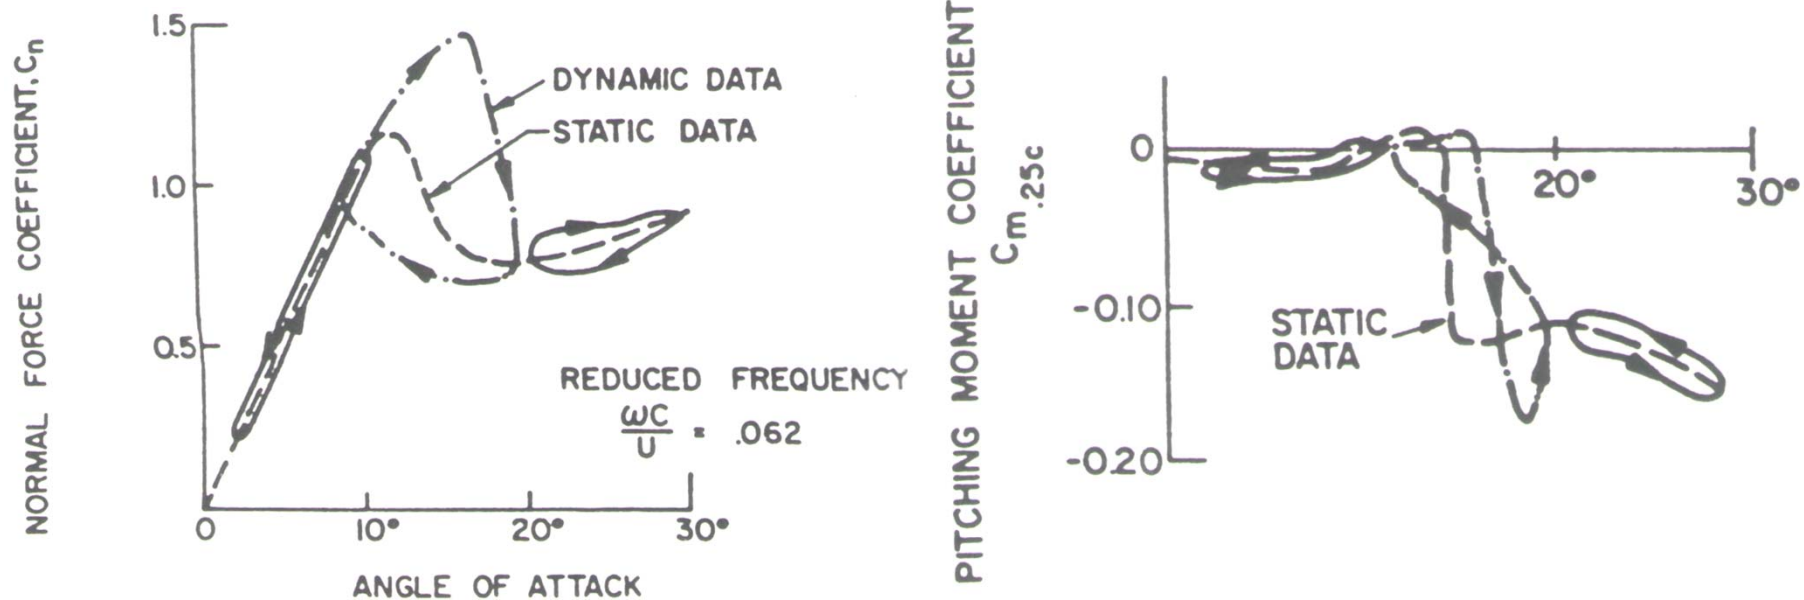 NORMAL FORCE COEFFICIENT, Cn
1.5
1.0
0.5
0
10°
20°
30°
ANGLE OF ATTACK
DYNAMIC DATA
STATIC DATA
REDUCED FREQUENCY
ωC
U
= .062
PITCHING MOMENT COEFFICIENT
Cm.25c
0
-0.10
-0.20
20°
30°
STATIC
DATA